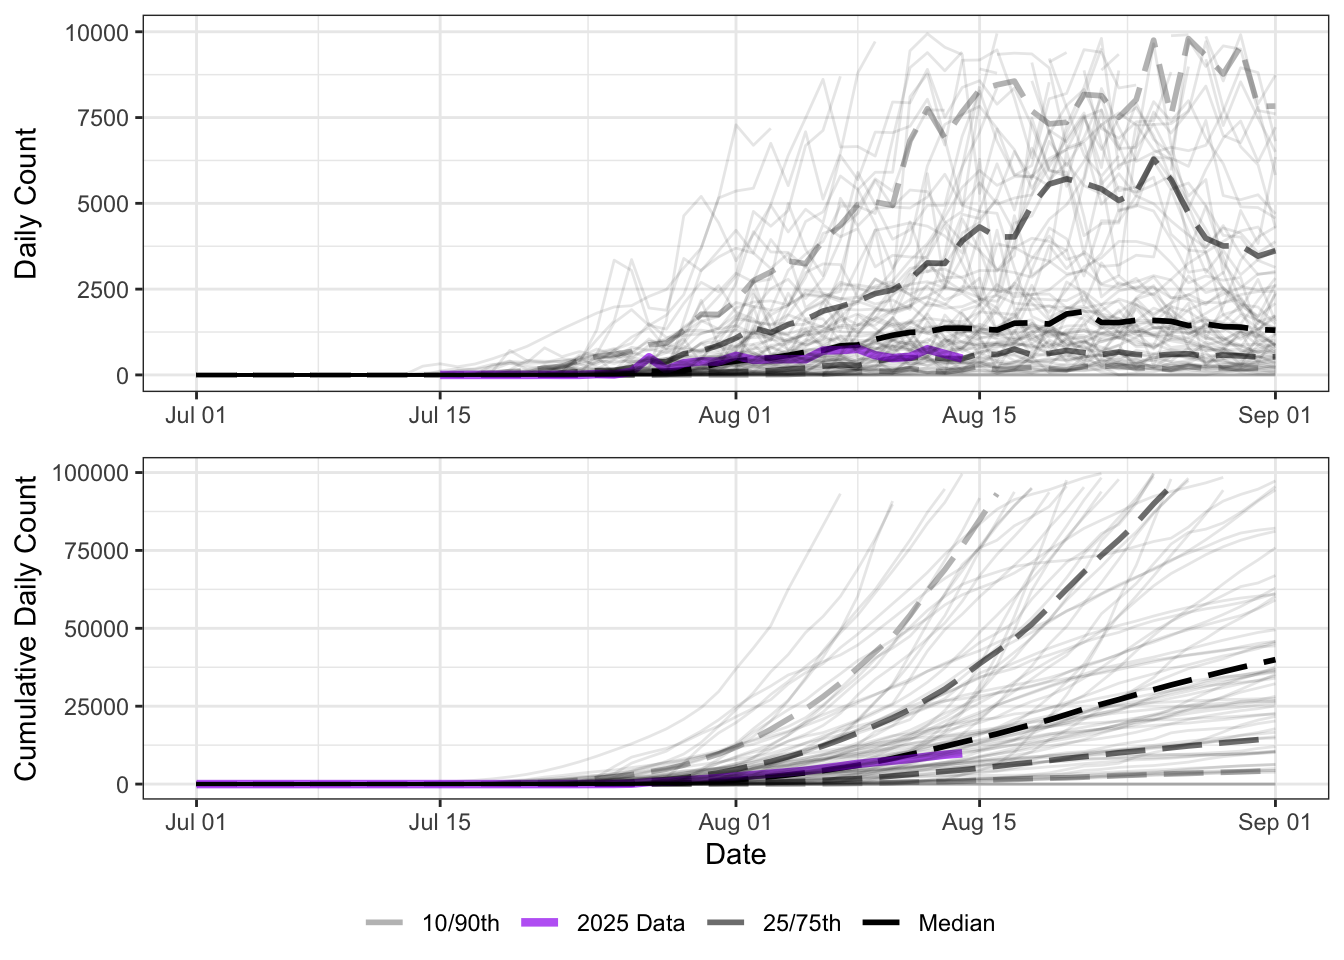 Daily Count
10000
7500
5000
2500
0
Jul 01 Jul 15 Aug 01 Aug 15 Sep 01
Cumulative Daily Count
100000
75000
50000
25000
0
Jul 01 Jul 15 Aug 01 Aug 15 Sep 01
Date
10/90th 2025 Data 25/75th Median